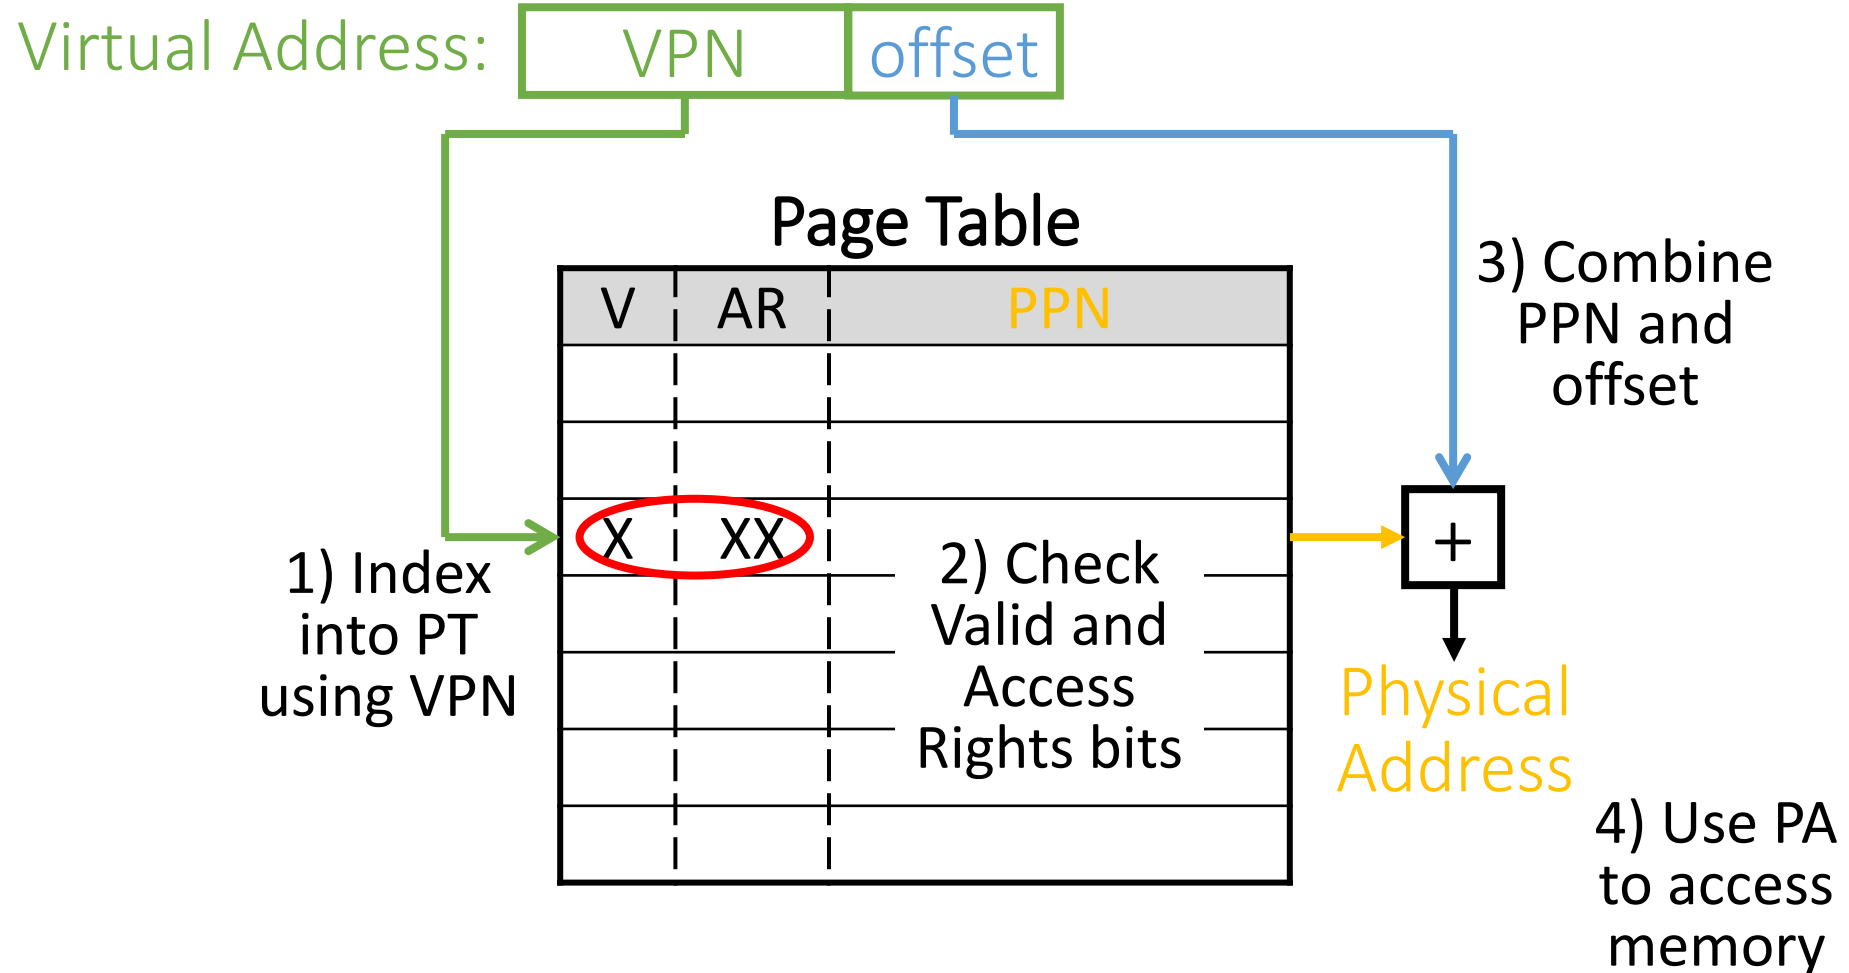 Virtual Address: VPN offset
Page Table
V AR PPN
X XX
1) Index
into PT
using VPN
2) Check
Valid and
Access
Rights bits
3) Combine
PPN and
offset
+
Physical
Address
4) Use PA
to access
memory